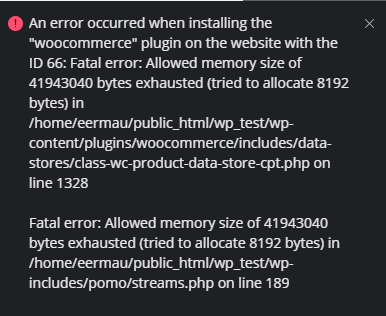 An error occurred when installing the
"woocommerce" plugin on the website with the
ID 66: Fatal error: Allowed memory size of
41943040 bytes exhausted (tried to allocate 8192
bytes) in
/home/eermau/public_html/wp_test/wp-
content/plugins/woocommerce/includes/data-
stores/class-wc-product-data-store-cpt.php on
line 1328
Fatal error: Allowed memory size of 41943040
bytes exhausted (tried to allocate 8192 bytes) in
/home/eermau/public_html/wp_test/wp-
includes/pomo/streams.php on line 189